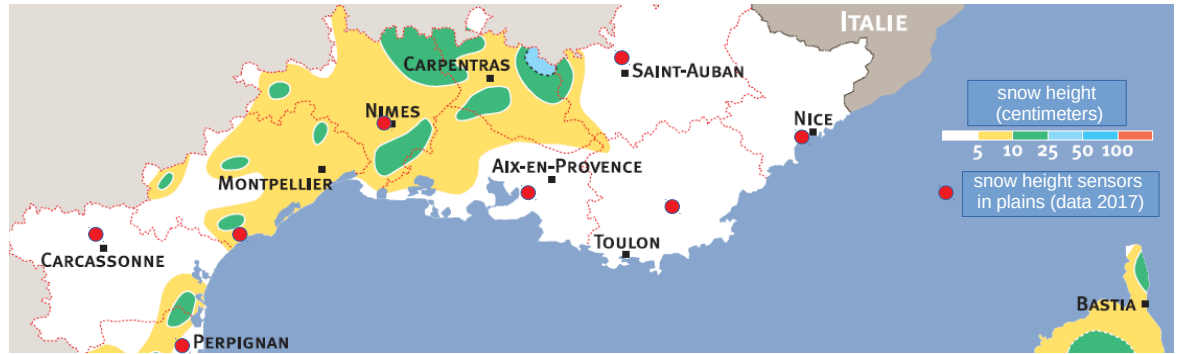 ITALIE
CARPENTRAS
SAINT-AUBAN
snow height
(centimeters)
NIMES
NICE
5 10 25 50 100
AIX-EN-PROVENCE
MONTPELLIER
snow height sensors
in plains (data 2017)
TOULON
CARCASSONNE
BASTIA
PERPIGNAN